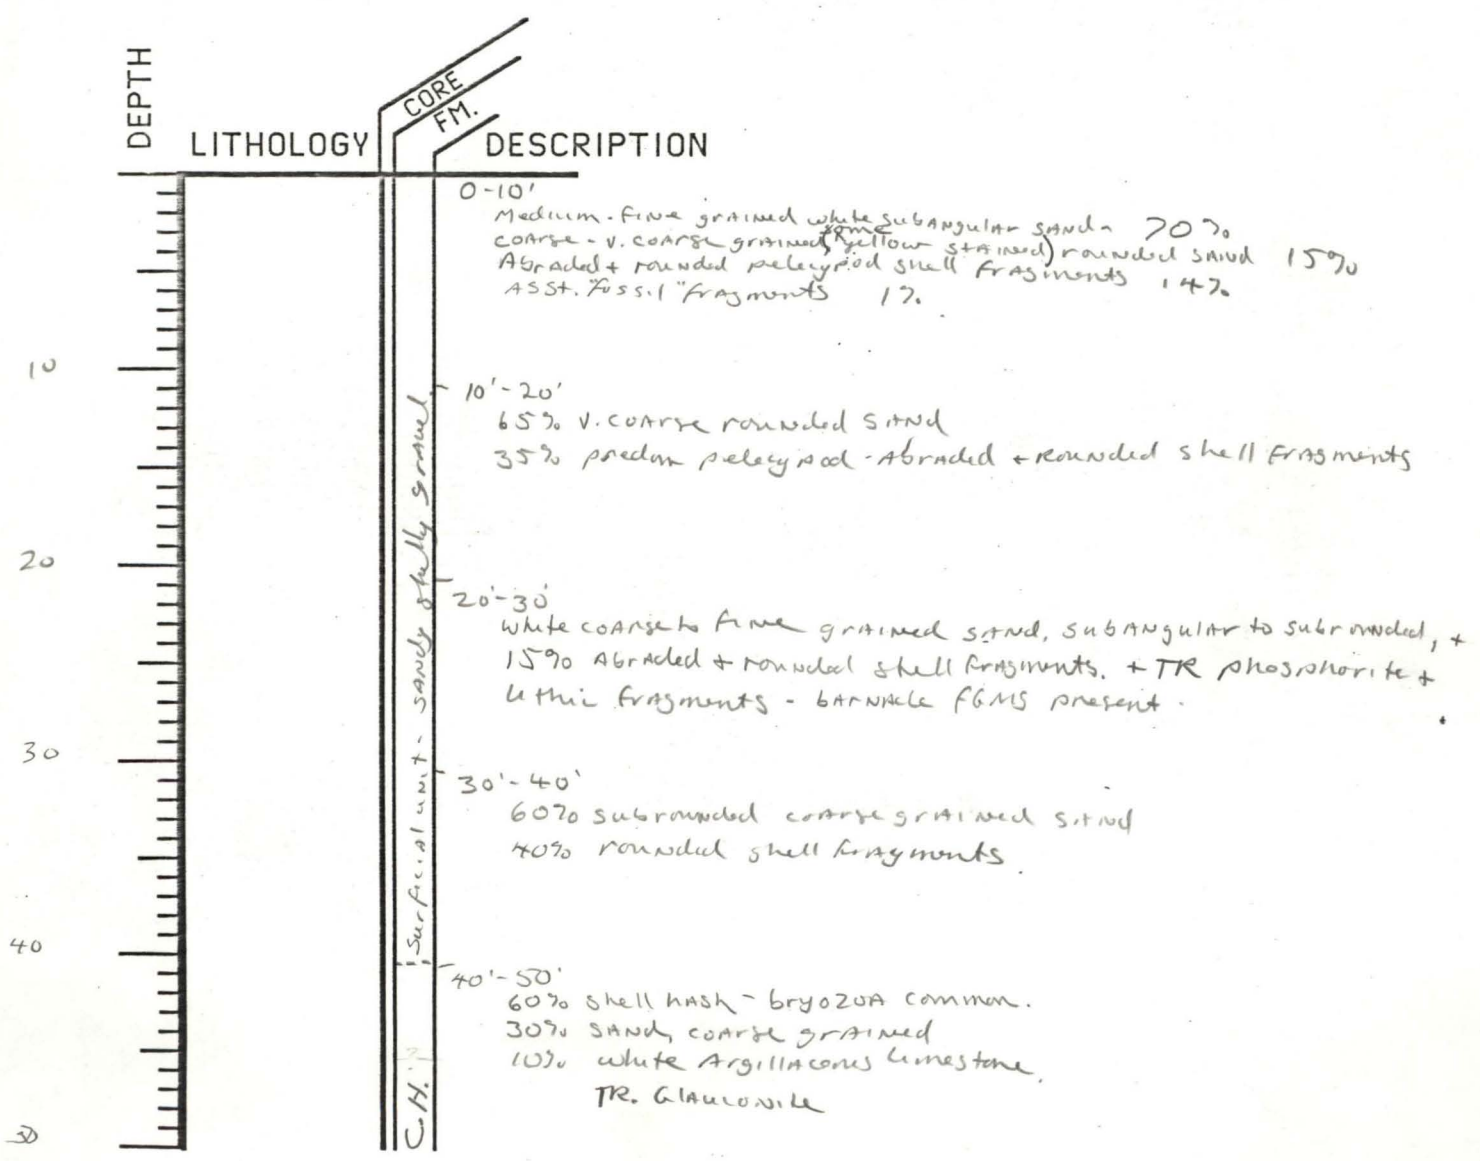 DEPTH
LITHOLOGY
CORE
FM.
DESCRIPTION
0-10'
Medium-fine grained white subangular sand - 70%
coarse - v. coarse grained, (some yellow stained) rounded sand 15%
Abraded + rounded pelecypod shell fragments 14%
Asst. "fossil" fragments 1%.
10
10'-20'
65% v. coarse rounded sand
35% predom pelecypod - Abraded + Rounded shell fragments
20
20'-30'
white coarse to fine grained sand, subangular to subrounded, +
15% Abraded + rounded shell fragments. + TR phosphorite +
lithic fragments - barnacle FGMS present.
30
30'-40'
60% subrounded coarse grained sand
40% rounded shell fragments
40
40'-50'
60% shell hash - bryozoa common.
30% sand, coarse grained
10% white Argillaceous limestone.
TR. Glauconite
50
Surficial unit - sandy shelly gravel
?
C.H.